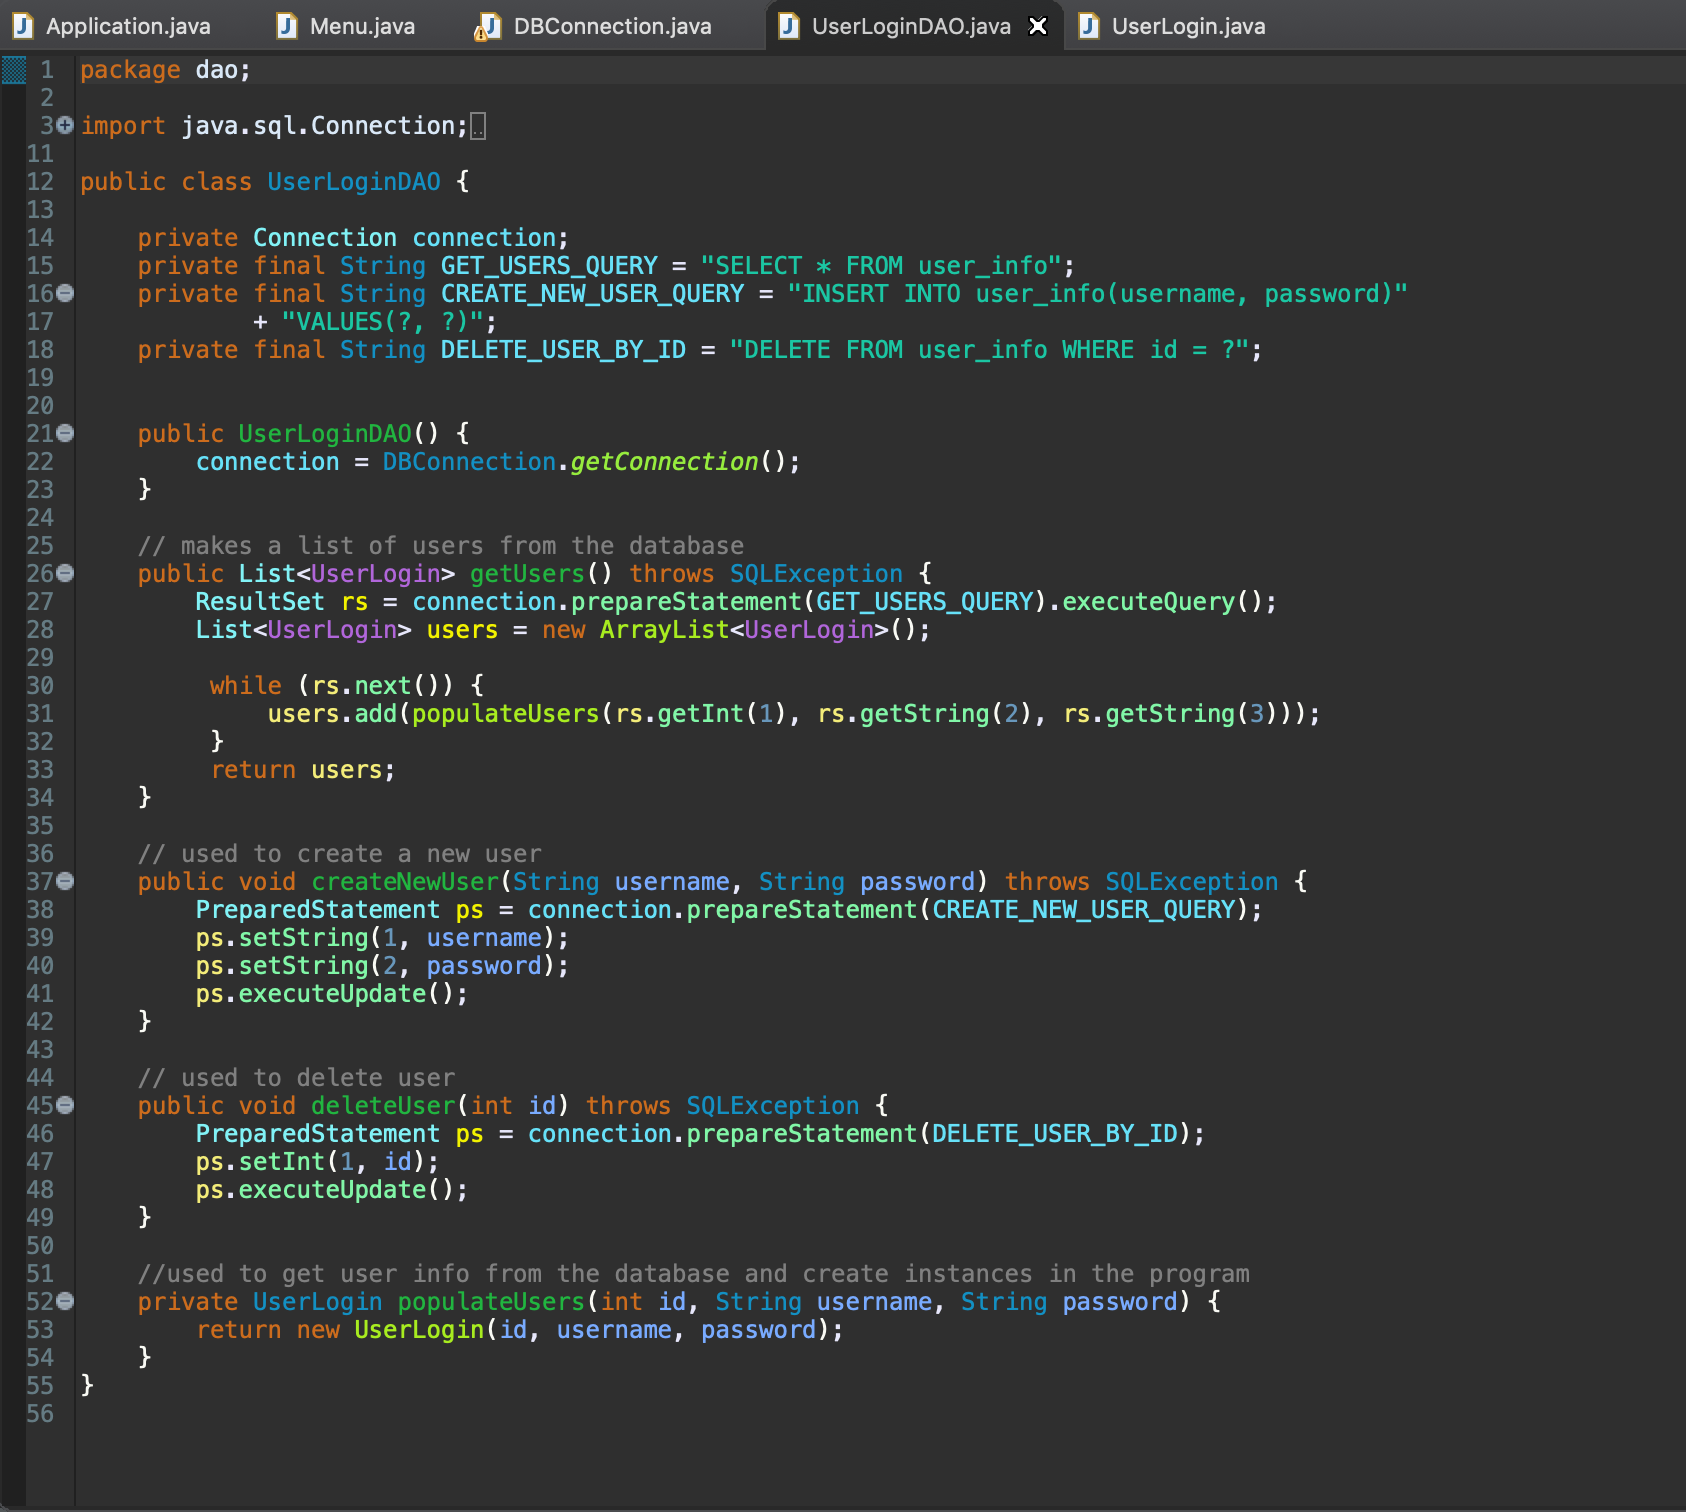 Application.java Menu.java DBConnection.java UserLoginDAO.java UserLogin.java
1 package dao;
2
3 import java.sql.Connection;
11
12 public class UserLoginDAO {
13
14     private Connection connection;
15     private final String GET_USERS_QUERY = "SELECT * FROM user_info";
16     private final String CREATE_NEW_USER_QUERY = "INSERT INTO user_info(username, password)"
17             + "VALUES(?, ?)";
18     private final String DELETE_USER_BY_ID = "DELETE FROM user_info WHERE id = ?";
19
20
21     public UserLoginDAO() {
22         connection = DBConnection.getConnection();
23     }
24
25     // makes a list of users from the database
26     public List<UserLogin> getUsers() throws SQLException {
27         ResultSet rs = connection.prepareStatement(GET_USERS_QUERY).executeQuery();
28         List<UserLogin> users = new ArrayList<UserLogin>();
29
30          while (rs.next()) {
31              users.add(populateUsers(rs.getInt(1), rs.getString(2), rs.getString(3)));
32          }
33          return users;
34     }
35
36     // used to create a new user
37     public void createNewUser(String username, String password) throws SQLException {
38         PreparedStatement ps = connection.prepareStatement(CREATE_NEW_USER_QUERY);
39         ps.setString(1, username);
40         ps.setString(2, password);
41         ps.executeUpdate();
42     }
43
44     // used to delete user
45     public void deleteUser(int id) throws SQLException {
46         PreparedStatement ps = connection.prepareStatement(DELETE_USER_BY_ID);
47         ps.setInt(1, id);
48         ps.executeUpdate();
49     }
50
51     //used to get user info from the database and create instances in the program
52     private UserLogin populateUsers(int id, String username, String password) {
53         return new UserLogin(id, username, password);
54     }
55 }
56